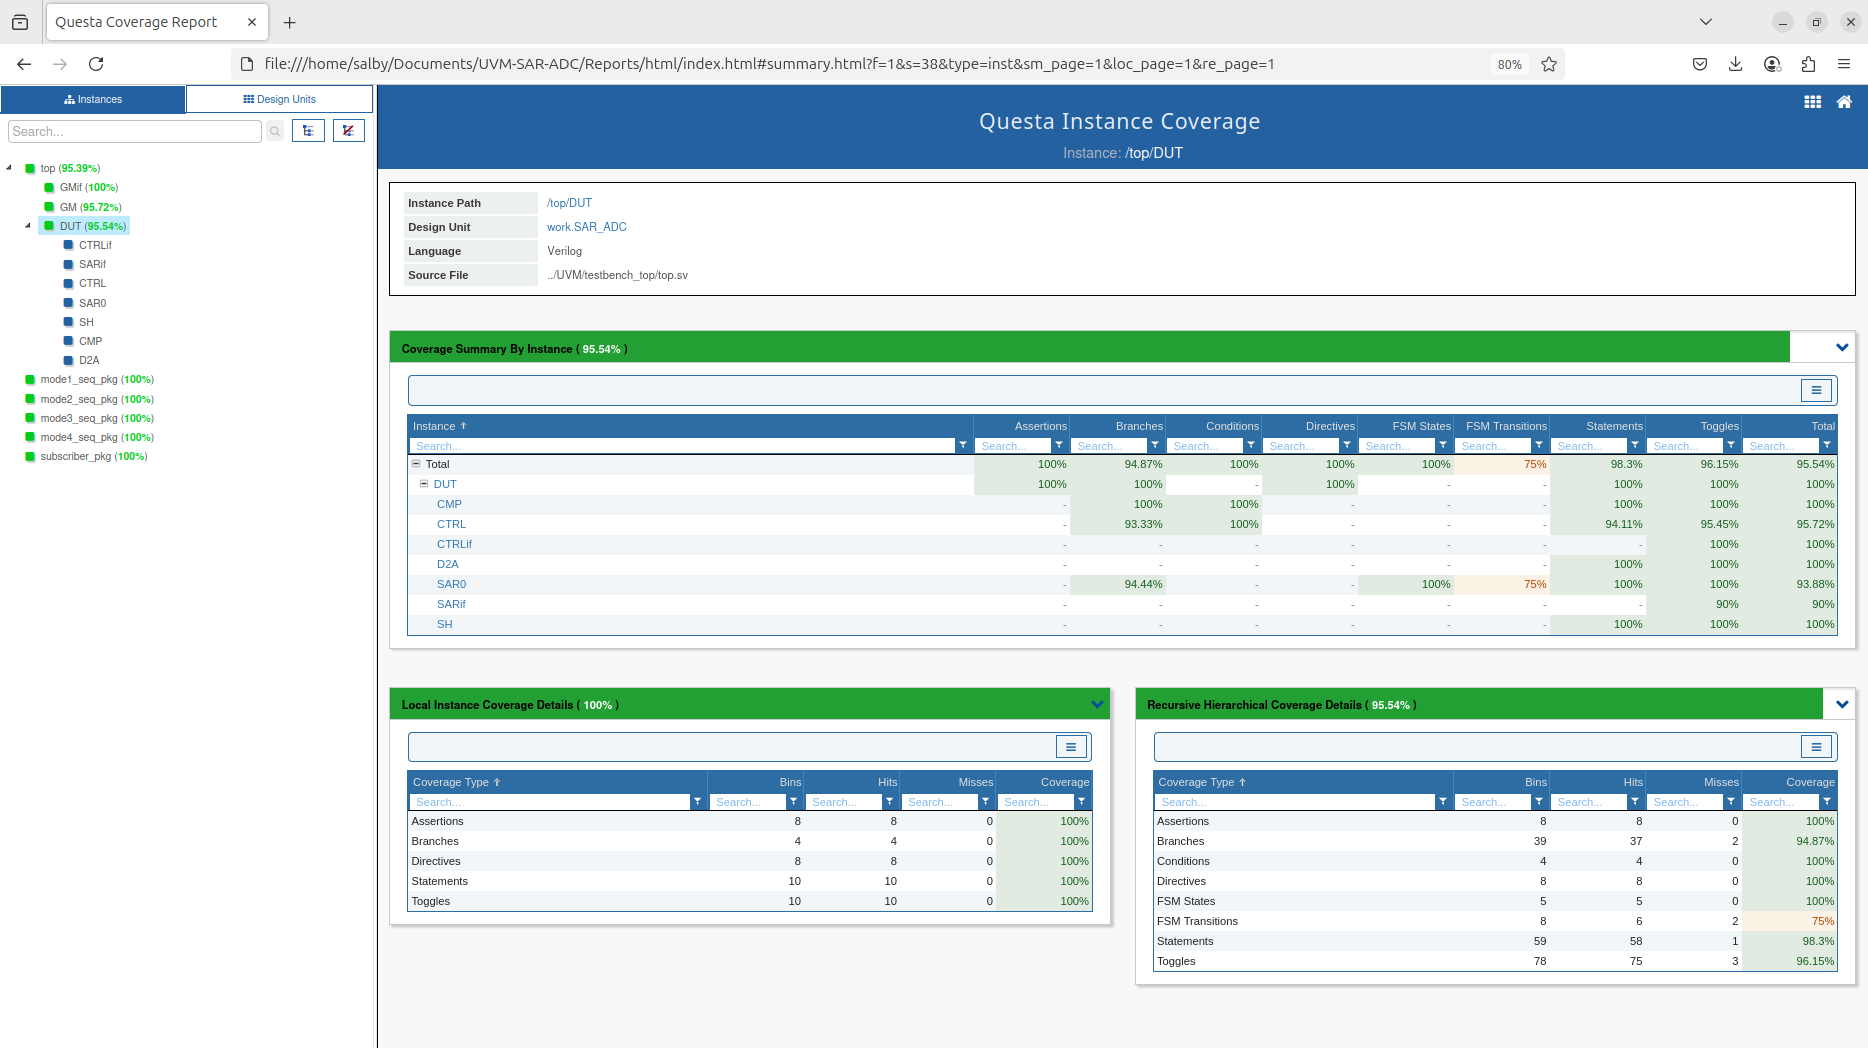 Questa Coverage Report
file:///home/salby/Documents/UVM-SAR-ADC/Reports/html/index.html#summary.html?f=1&s=38&type=inst&sm_page=1&loc_page=1&re_page=1
80%
Instances
Design Units
Search...
top (95.39%)
GMif (100%)
GM (95.72%)
DUT (95.54%)
CTRLif
SARif
CTRL
SAR0
SH
CMP
D2A
mode1_seq_pkg (100%)
mode2_seq_pkg (100%)
mode3_seq_pkg (100%)
mode4_seq_pkg (100%)
subscriber_pkg (100%)
Questa Instance Coverage
Instance: /top/DUT
Instance Path /top/DUT
Design Unit work.SAR_ADC
Language Verilog
Source File ../UVM/testbench_top/top.sv
Coverage Summary By Instance ( 95.54% )
Instance Assertions Branches Conditions Directives FSM States FSM Transitions Statements Toggles Total
Search... Search... Search... Search... Search... Search... Search... Search... Search... Search...
Total 100% 94.87% 100% 100% 100% 75% 98.3% 96.15% 95.54%
DUT 100% 100% - 100% - - 100% 100% 100%
CMP - 100% 100% - - - 100% 100% 100%
CTRL - 93.33% 100% - - - 94.11% 95.45% 95.72%
CTRLif - - - - - - - 100% 100%
D2A - - - - - - 100% 100% 100%
SAR0 - 94.44% - - 100% 75% 100% 100% 93.88%
SARif - - - - - - - 90% 90%
SH - - - - - - 100% 100% 100%
Local Instance Coverage Details ( 100% )
Coverage Type Bins Hits Misses Coverage
Search... Search... Search... Search... Search...
Assertions 8 8 0 100%
Branches 4 4 0 100%
Directives 8 8 0 100%
Statements 10 10 0 100%
Toggles 10 10 0 100%
Recursive Hierarchical Coverage Details ( 95.54% )
Coverage Type Bins Hits Misses Coverage
Search... Search... Search... Search... Search...
Assertions 8 8 0 100%
Branches 39 37 2 94.87%
Conditions 4 4 0 100%
Directives 8 8 0 100%
FSM States 5 5 0 100%
FSM Transitions 8 6 2 75%
Statements 59 58 1 98.3%
Toggles 78 75 3 96.15%